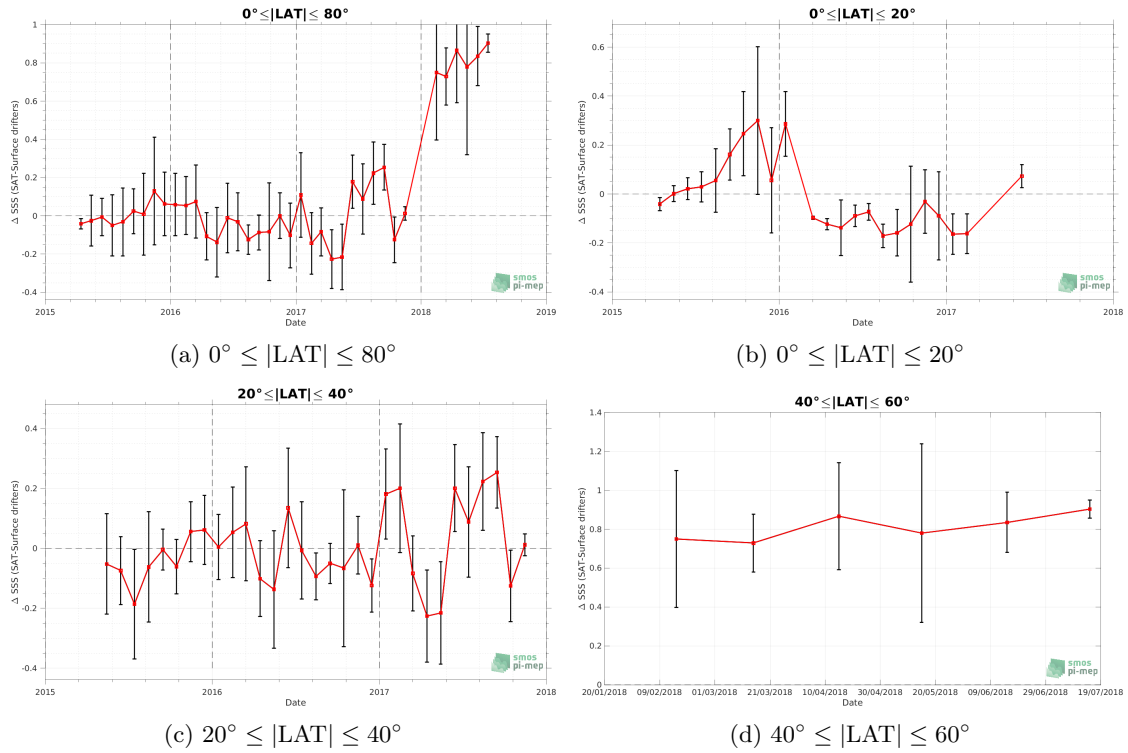 0°≤|LAT|≤ 80°
1
0.8
0.6
0.4
0.2
0
-0.2
-0.4
Δ SSS (SAT-Surface drifters)
2015
2016
2017
2018
2019
Date
smos
pi-mep
(a) 0° ≤ |LAT| ≤ 80°
0°≤|LAT|≤ 20°
0.6
0.4
0.2
0
-0.2
-0.4
Δ SSS (SAT-Surface drifters)
2015
2016
2017
2018
Date
smos
pi-mep
(b) 0° ≤ |LAT| ≤ 20°
20°≤|LAT|≤ 40°
0.4
0.2
0
-0.2
-0.4
Δ SSS (SAT-Surface drifters)
2015
2016
2017
2018
Date
smos
pi-mep
(c) 20° ≤ |LAT| ≤ 40°
40°≤|LAT|≤ 60°
1.4
1.2
1
0.8
0.6
0.4
0.2
0
Δ SSS (SAT-Surface drifters)
20/01/2018
09/02/2018
01/03/2018
21/03/2018
10/04/2018
30/04/2018
20/05/2018
09/06/2018
29/06/2018
19/07/2018
Date
smos
pi-mep
(d) 40° ≤ |LAT| ≤ 60°